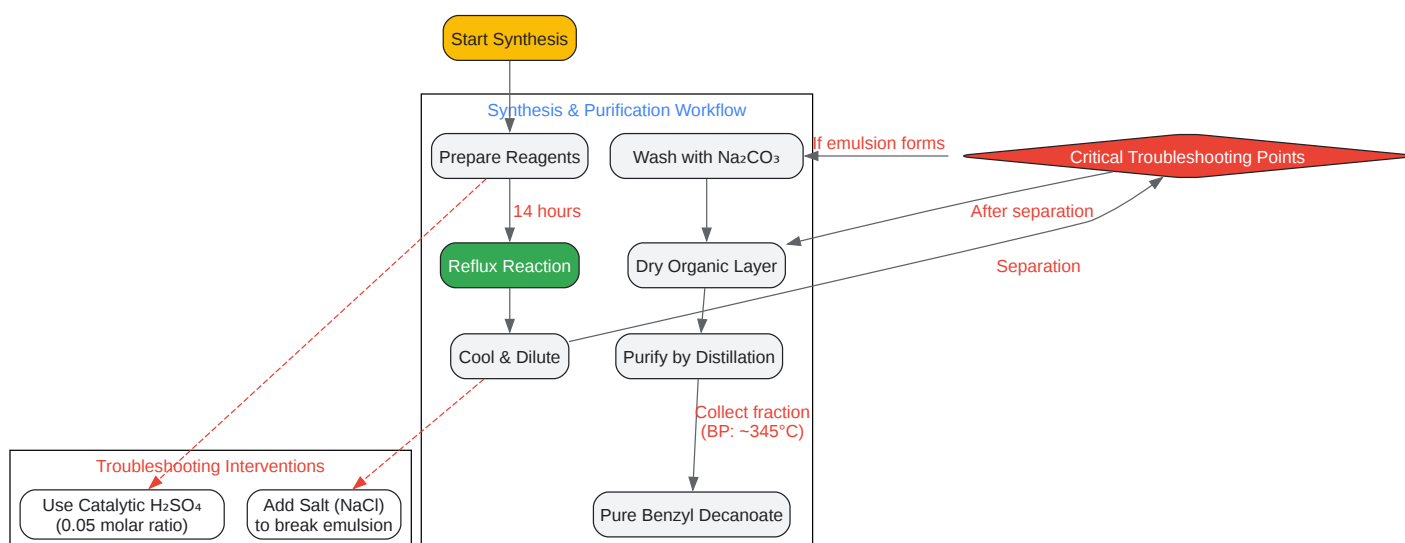 Start Synthesis
Synthesis & Purification Workflow
Prepare Reagents
Wash with Na₂CO₃
If emulsion forms
Critical Troubleshooting Points
14 hours
After separation
Reflux Reaction
Dry Organic Layer
Separation
Cool & Dilute
Purify by Distillation
Collect fraction
(BP: ~345°C)
Troubleshooting Interventions
Use Catalytic H₂SO₄
(0.05 molar ratio)
Add Salt (NaCl)
to break emulsion
Pure Benzyl Decanoate